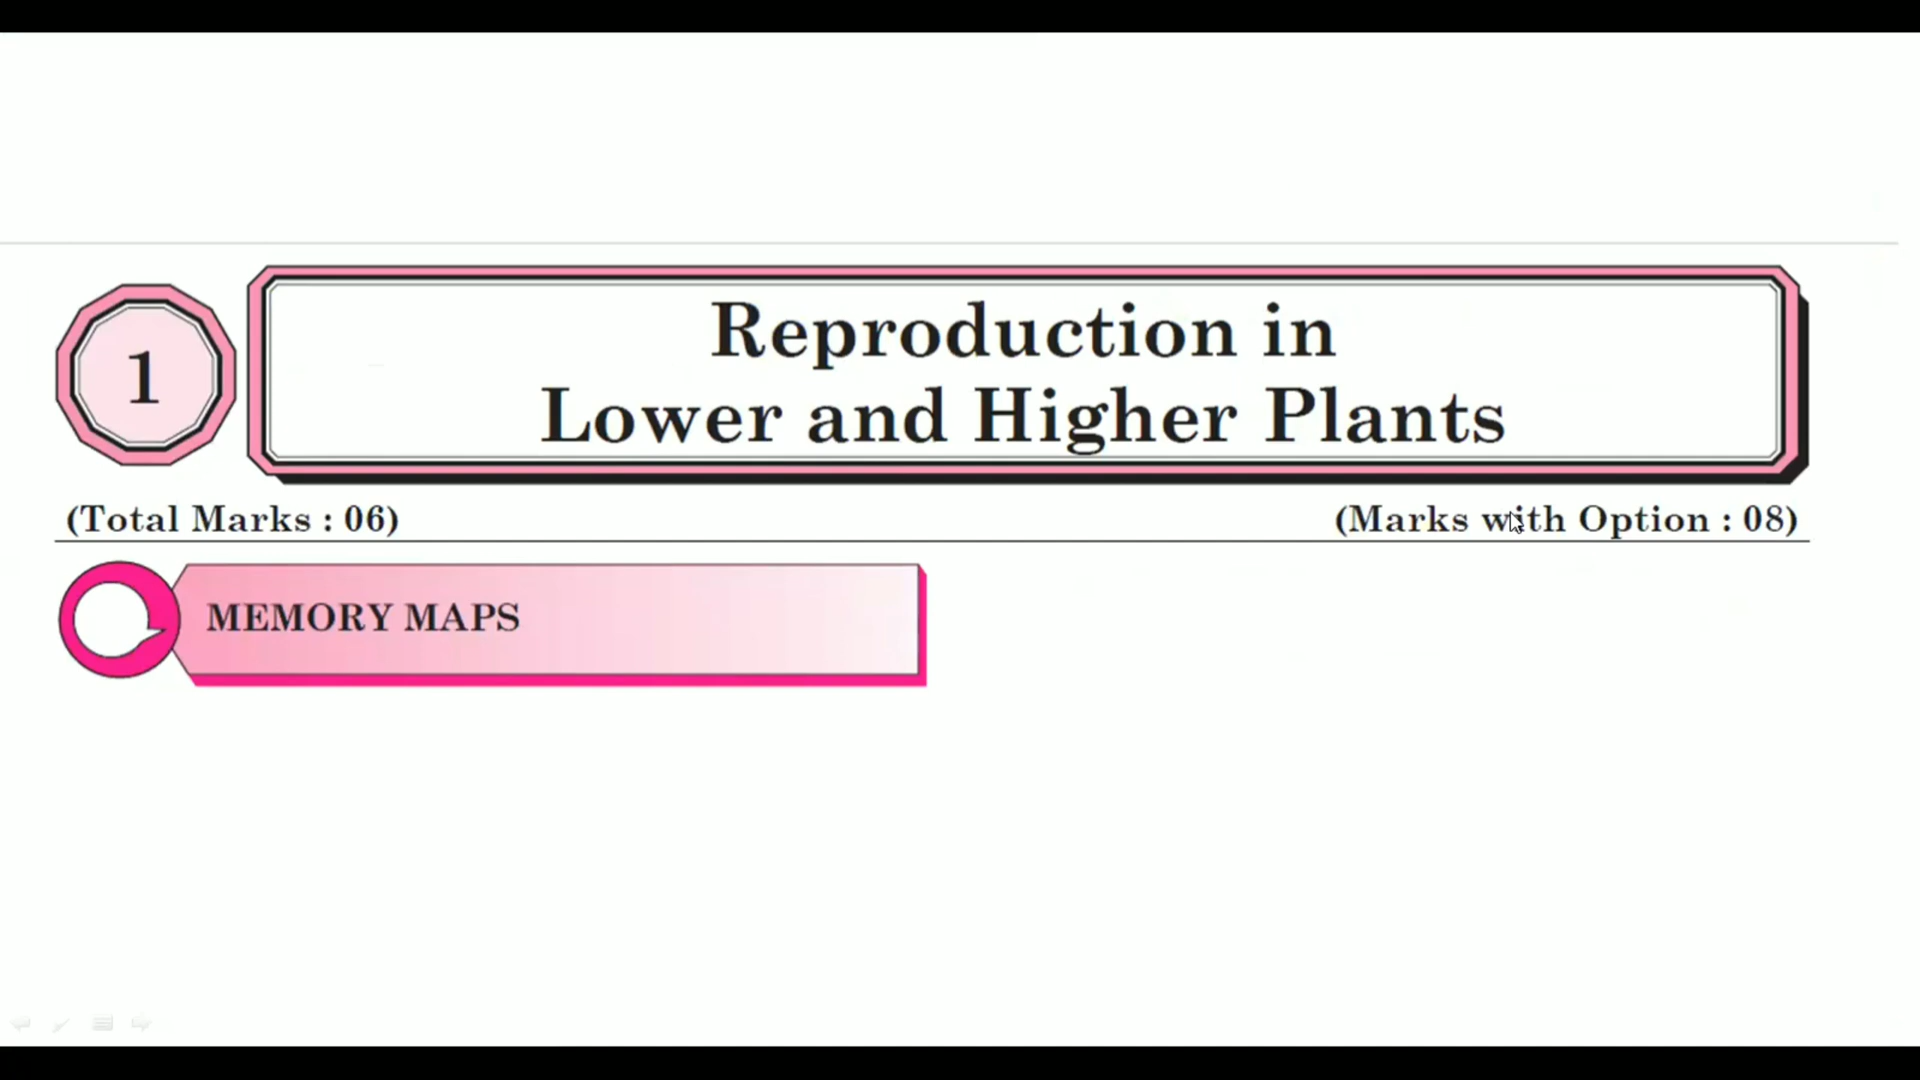 1
Reproduction in
Lower and Higher Plants
(Total Marks : 06)
(Marks with Option : 08)
MEMORY MAPS